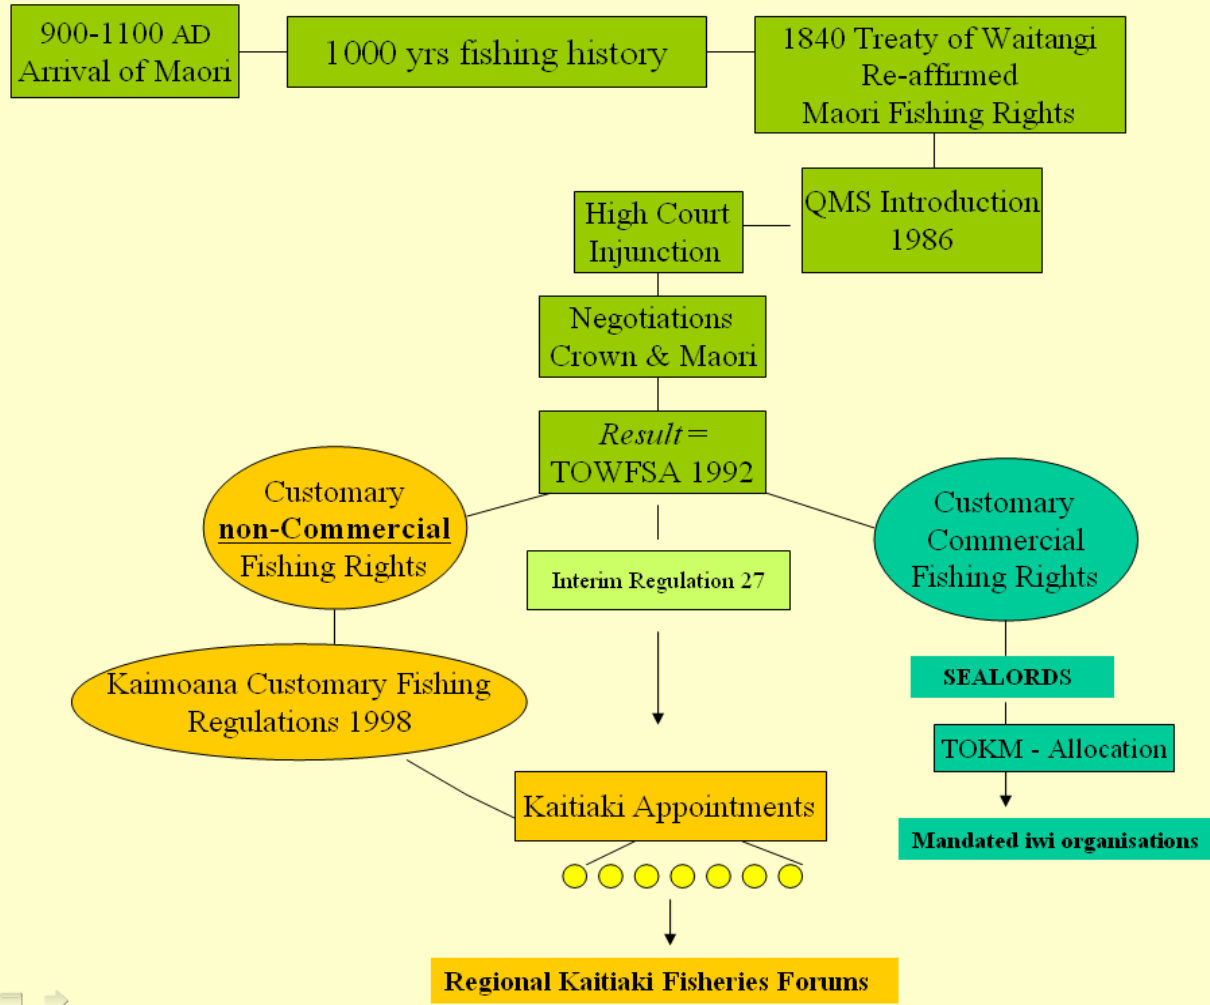 900-1100 AD
Arrival of Maori
1000 yrs fishing history
1840 Treaty of Waitangi
Re-affirmed
Maori Fishing Rights
QMS Introduction
1986
High Court
Injunction
Negotiations
Crown & Maori
Result=
TOWFSA 1992
Customary
non-Commercial
Fishing Rights
Interim Regulation 27
Customary
Commercial
Fishing Rights
Kaimoana Customary Fishing
Regulations 1998
SEALORDS
TOKM - Allocation
Kaitiaki Appointments
Mandated iwi organisations
Regional Kaitiaki Fisheries Forums